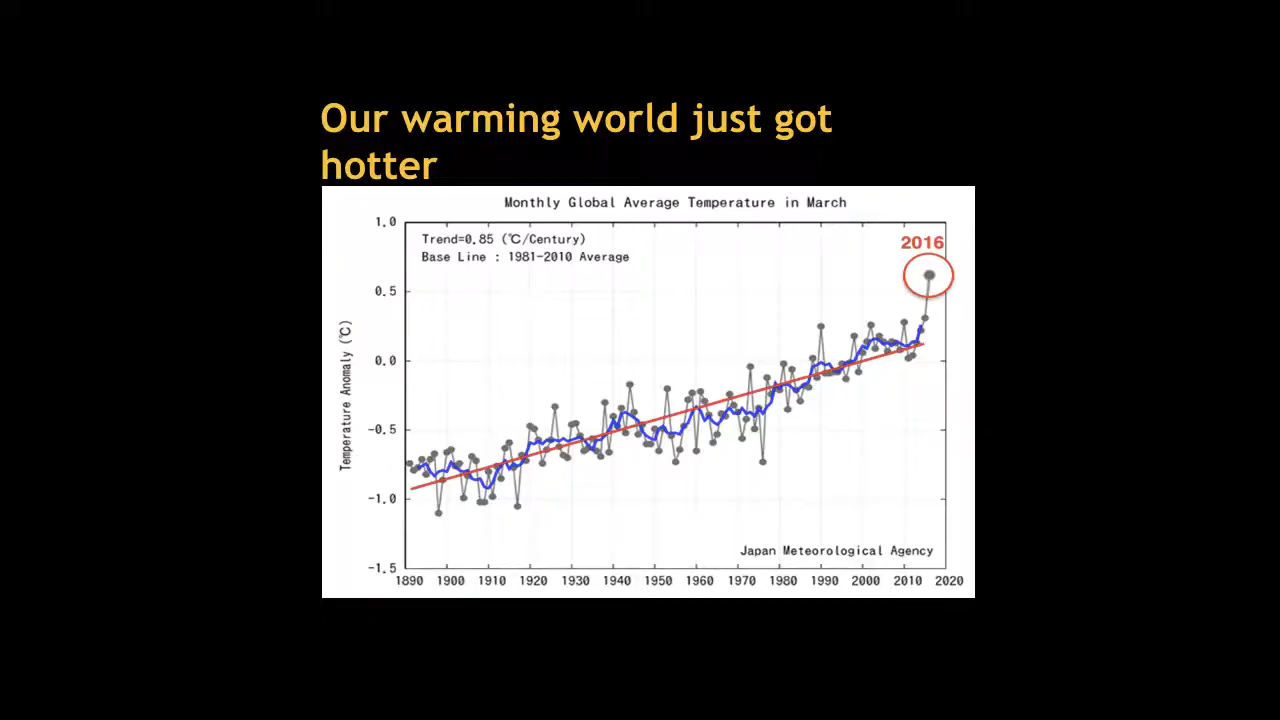 Our warming world just got
hotter
Monthly Global Average Temperature in March
1.0
Trend=0.85 (℃/Century)
2016
Base Line : 1981-2010 Average
0.5
0.0
Temperature Anomaly (℃)
-0.5
-1.0
Japan Meteorological Agency
-1.5
1890 1900 1910 1920 1930 1940 1950 1960 1970 1980 1990 2000 2010 2020